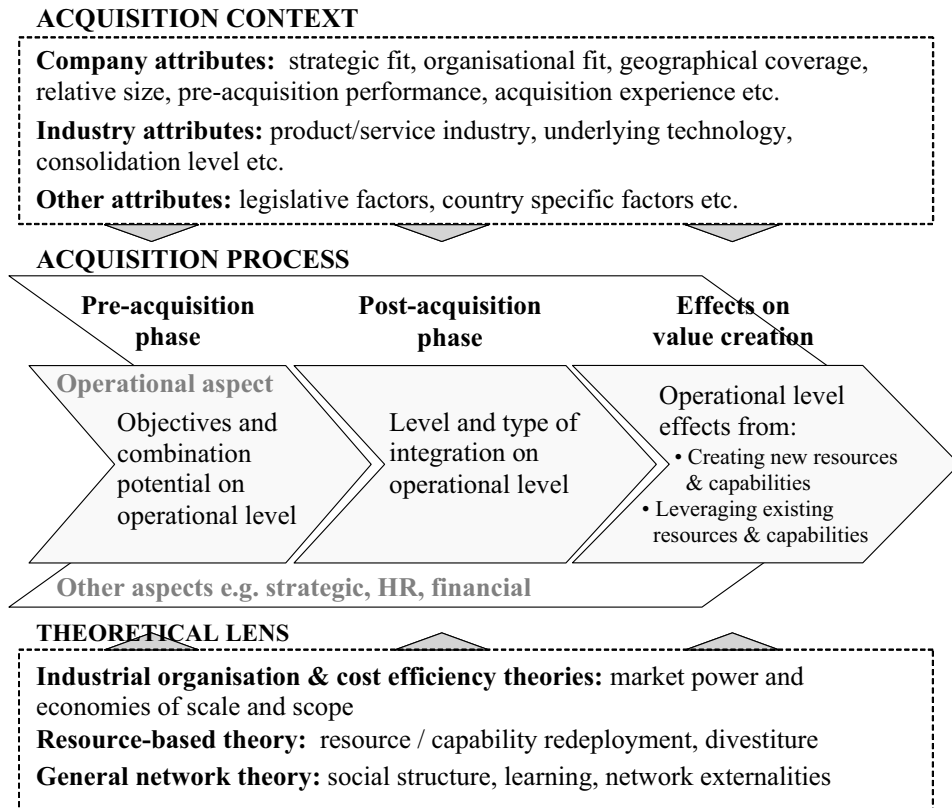 ACQUISITION CONTEXT
Company attributes: strategic fit, organisational fit, geographical coverage,
relative size, pre-acquisition performance, acquisition experience etc.
Industry attributes: product/service industry, underlying technology,
consolidation level etc.
Other attributes: legislative factors, country specific factors etc.
ACQUISITION PROCESS
Pre-acquisition
phase
Post-acquisition
phase
Effects on
value creation
Operational aspect
Objectives and
combination
potential on
operational level
Level and type of
integration on
operational level
Operational level
effects from:
• Creating new resources
& capabilities
• Leveraging existing
resources & capabilities
Other aspects e.g. strategic, HR, financial
THEORETICAL LENS
Industrial organisation & cost efficiency theories: market power and
economies of scale and scope
Resource-based theory: resource / capability redeployment, divestiture
General network theory: social structure, learning, network externalities